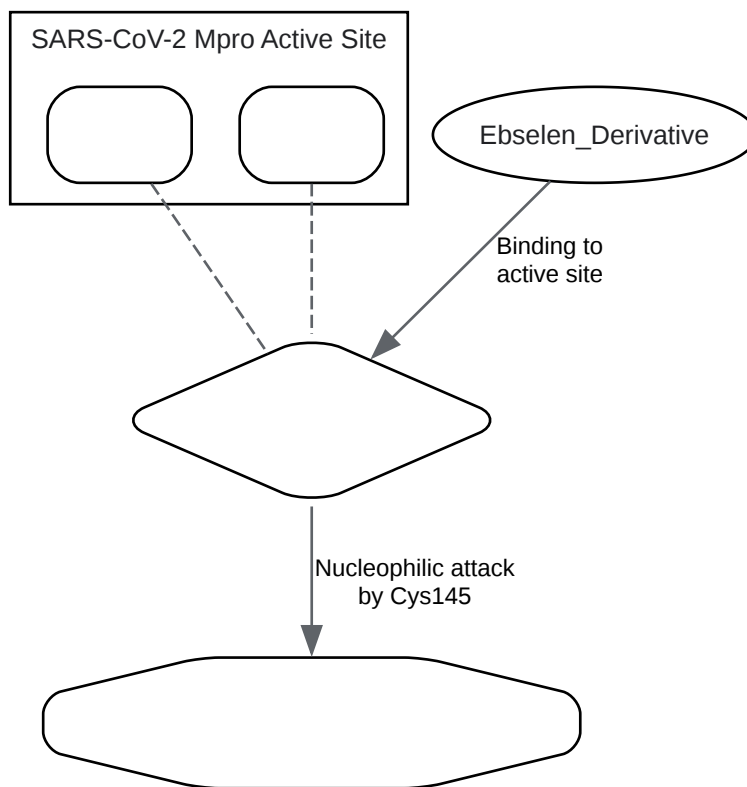 SARS-CoV-2 Mpro Active Site
Ebselen_Derivative
Binding to
active site
Nucleophilic attack
by Cys145